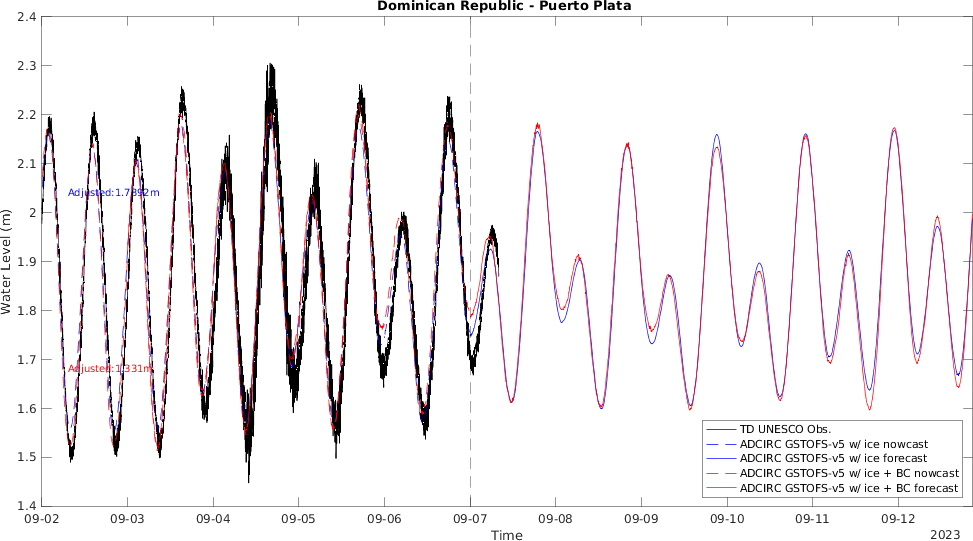 Dominican Republic - Puerto Plata
2.4
2.3
2.2
2.1
2
1.9
1.8
1.7
1.6
1.5
1.4
Water Level (m)
Adjusted:1.7892m
Adjusted:1.331m
TD UNESCO Obs.
ADCIRC GSTOFS-v5 w/ ice nowcast
ADCIRC GSTOFS-v5 w/ ice forecast
ADCIRC GSTOFS-v5 w/ ice + BC nowcast
ADCIRC GSTOFS-v5 w/ ice + BC forecast
09-02 09-03 09-04 09-05 09-06 09-07 09-08 09-09 09-10 09-11 09-12
Time
2023